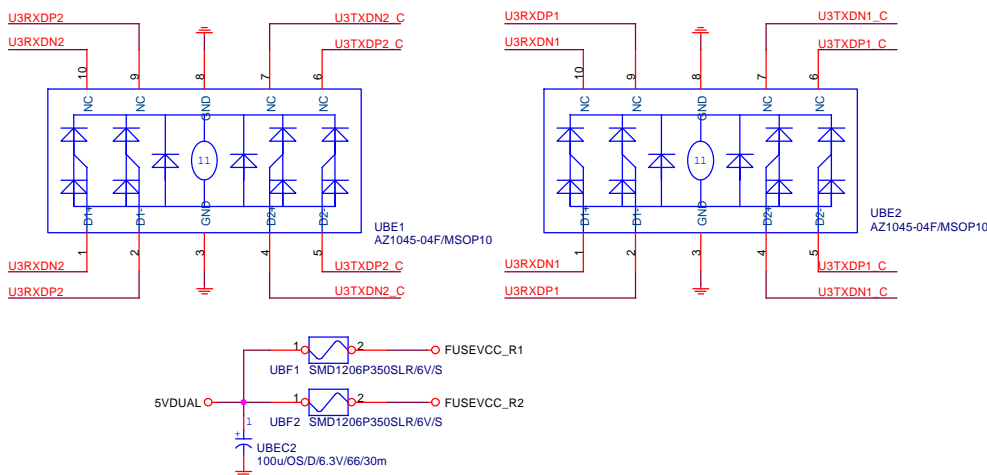 U3RXDP2
U3TXDN2_C
U3RXDP1
U3TXDN1_C
U3RXDN2
U3TXDP2_C
U3RXDN1
U3TXDP1_C
10 9 8 7 6
10 9 8 7 6
NC NC GND NC NC
NC NC GND NC NC
11
11
D1+ D1- GND D2+ D2-
D1+ D1- GND D2+ D2-
UBE1
AZ1045-04F/MSOP10
UBE2
AZ1045-04F/MSOP10
1 2 3 4 5
1 2 3 4 5
U3RXDN2
U3TXDP2_C
U3RXDN1
U3TXDP1_C
U3RXDP2
U3TXDN2_C
U3RXDP1
U3TXDN1_C
1 2
FUSEVCC_R1
UBF1 SMD1206P350SLR/6V/S
5VDUAL
1 2
FUSEVCC_R2
UBF2 SMD1206P350SLR/6V/S
1
+
UBEC2
100u/OS/D/6.3V/66/30m